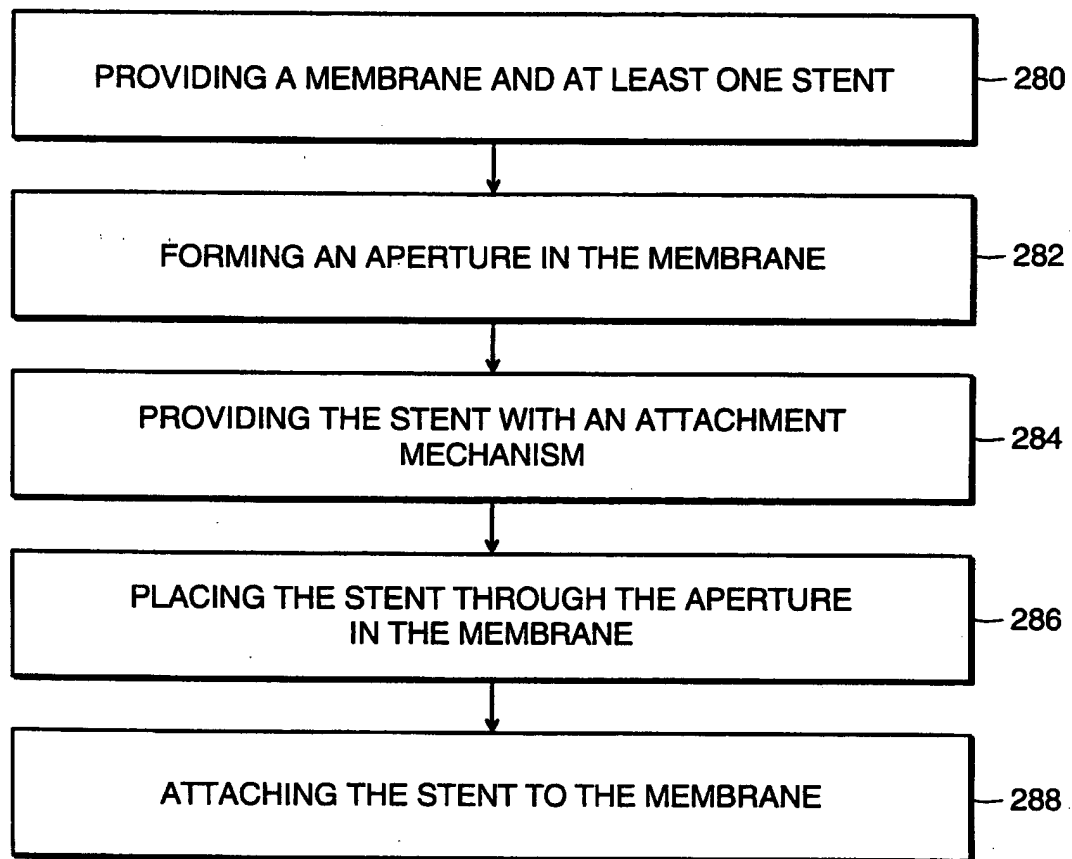 PROVIDING A MEMBRANE AND AT LEAST ONE STENT
280
FORMING AN APERTURE IN THE MEMBRANE
282
PROVIDING THE STENT WITH AN ATTACHMENT
MECHANISM
284
PLACING THE STENT THROUGH THE APERTURE
IN THE MEMBRANE
286
ATTACHING THE STENT TO THE MEMBRANE
288